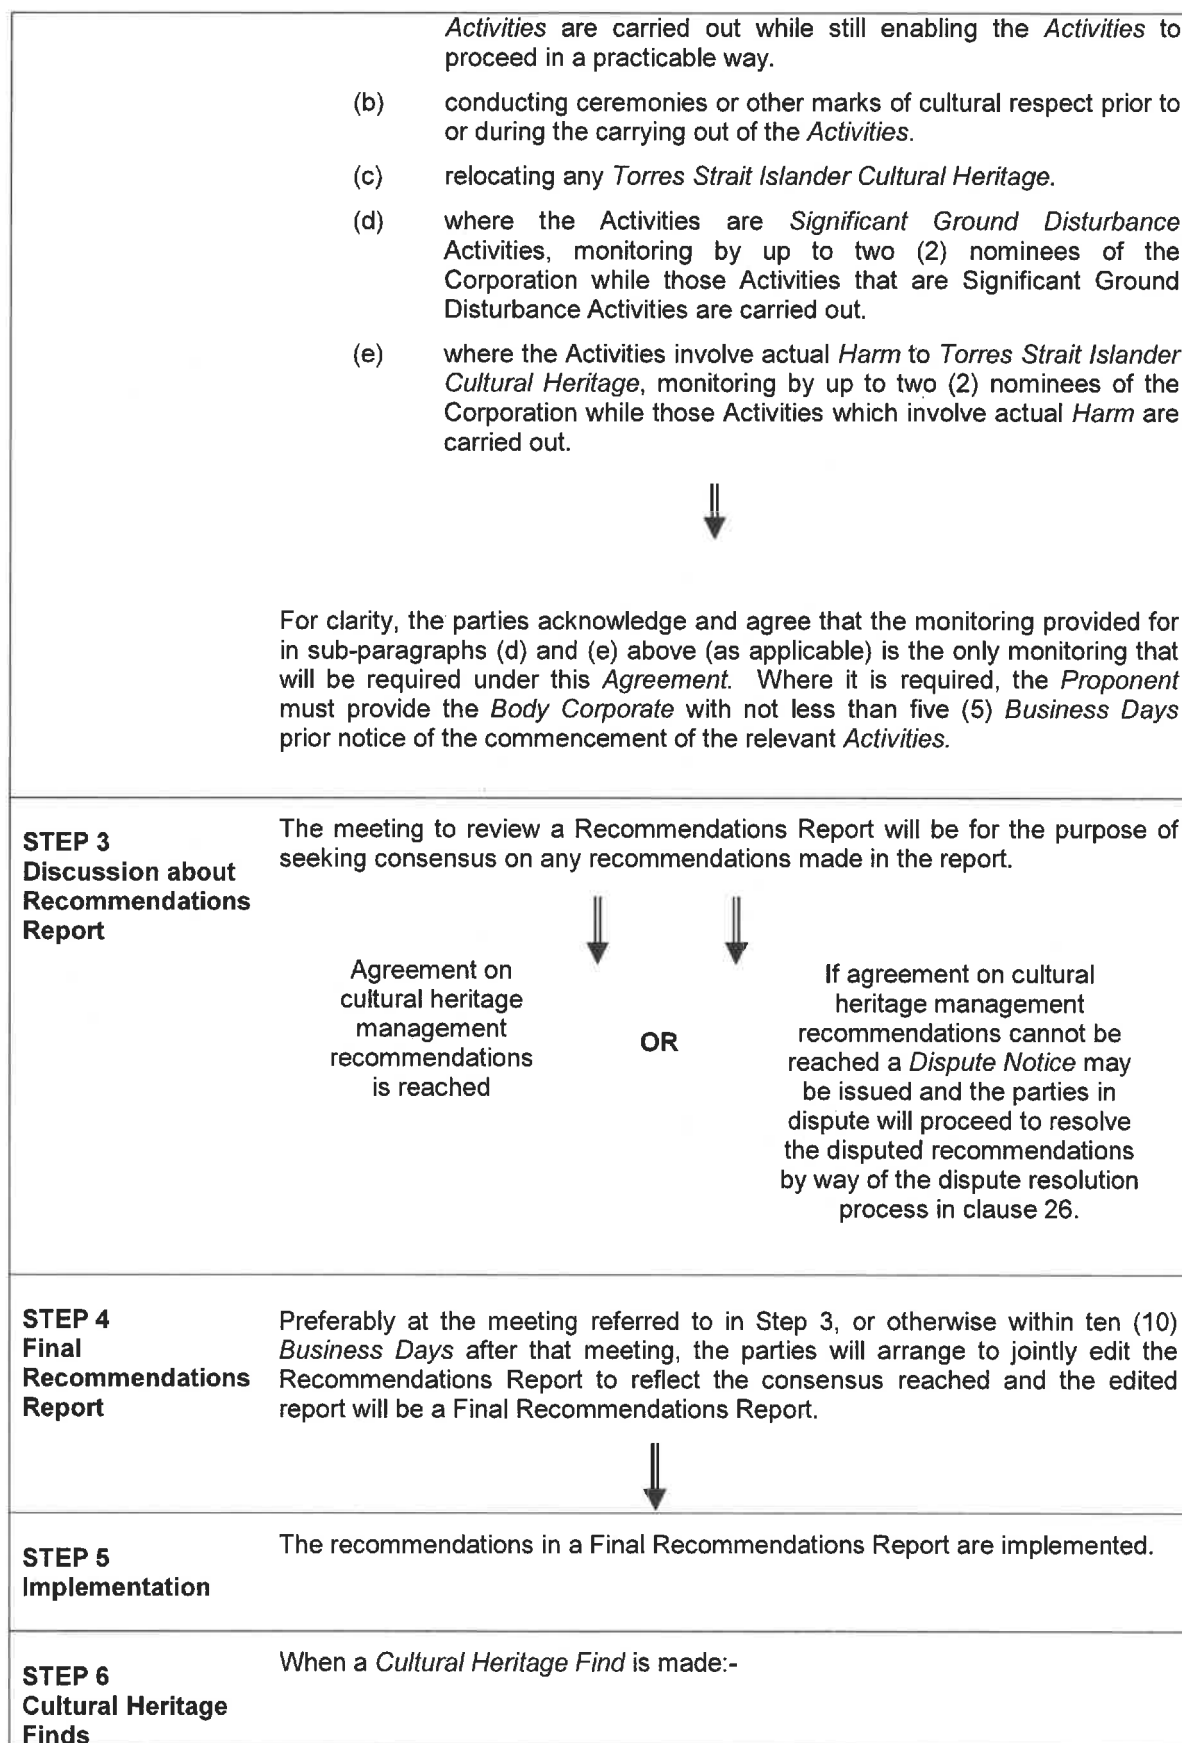 Activities are carried out while still enabling the Activities to
proceed in a practicable way.
(b) conducting ceremonies or other marks of cultural respect prior to
or during the carrying out of the Activities.
(c) relocating any Torres Strait Islander Cultural Heritage.
(d) where the Activities are Significant Ground Disturbance
Activities, monitoring by up to two (2) nominees of the
Corporation while those Activities that are Significant Ground
Disturbance Activities are carried out.
(e) where the Activities involve actual Harm to Torres Strait Islander
Cultural Heritage, monitoring by up to two (2) nominees of the
Corporation while those Activities which involve actual Harm are
carried out.
For clarity, the parties acknowledge and agree that the monitoring provided for
in sub-paragraphs (d) and (e) above (as applicable) is the only monitoring that
will be required under this Agreement. Where it is required, the Proponent
must provide the Body Corporate with not less than five (5) Business Days
prior notice of the commencement of the relevant Activities.
STEP 3
Discussion about
Recommendations
Report
The meeting to review a Recommendations Report will be for the purpose of
seeking consensus on any recommendations made in the report.
Agreement on
cultural heritage
management
recommendations
is reached
OR
If agreement on cultural
heritage management
recommendations cannot be
reached a Dispute Notice may
be issued and the parties in
dispute will proceed to resolve
the disputed recommendations
by way of the dispute resolution
process in clause 26.
STEP 4
Final
Recommendations
Report
Preferably at the meeting referred to in Step 3, or otherwise within ten (10)
Business Days after that meeting, the parties will arrange to jointly edit the
Recommendations Report to reflect the consensus reached and the edited
report will be a Final Recommendations Report.
STEP 5
Implementation
The recommendations in a Final Recommendations Report are implemented.
STEP 6
Cultural Heritage
Finds
When a Cultural Heritage Find is made:-